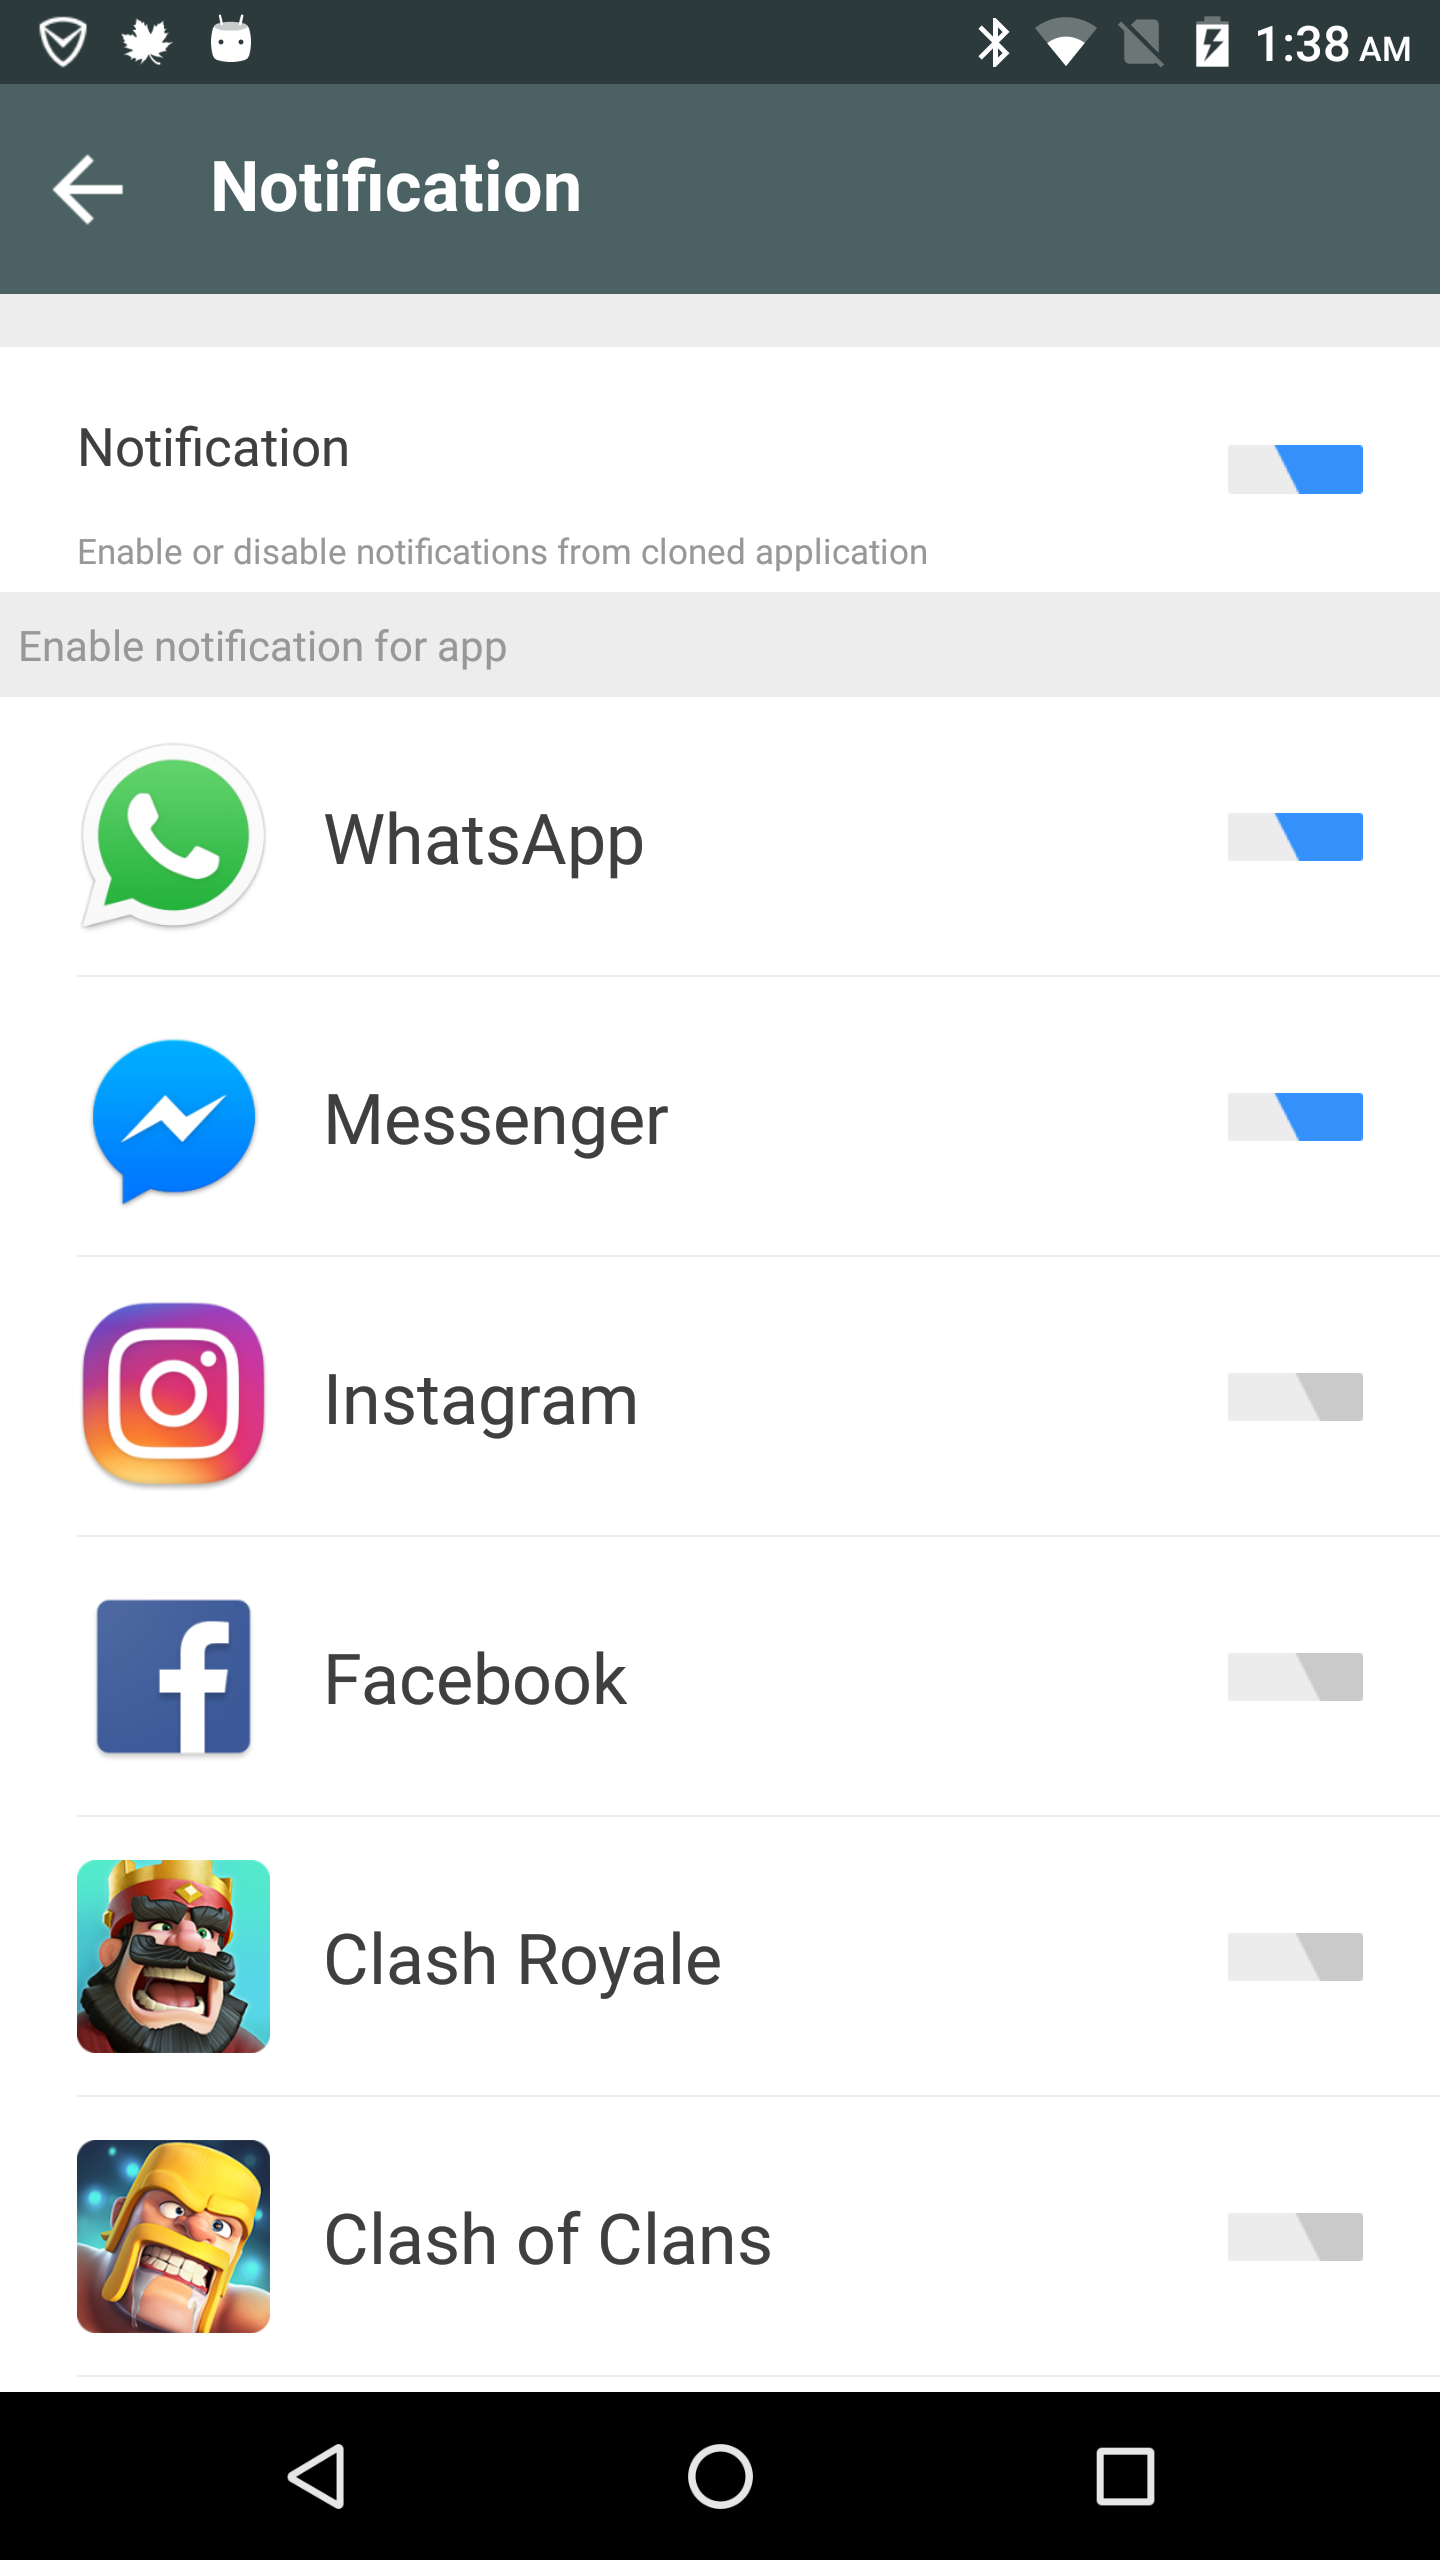 1:38 AM
Notification
Notification
Enable or disable notifications from cloned application
Enable notification for app
WhatsApp
Messenger
Instagram
Facebook
Clash Royale
Clash of Clans